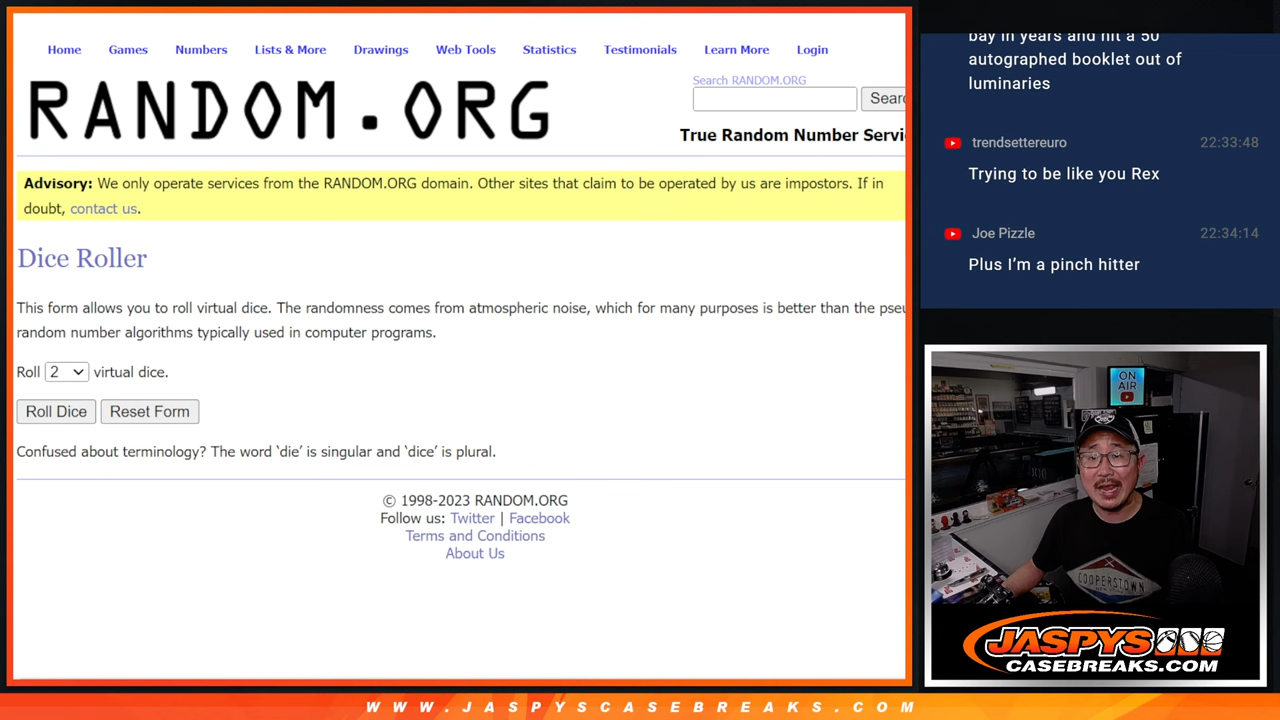 Home Games Numbers Lists & More Drawings Web Tools Statistics Testimonials Learn More Login
RANDOM.ORG
Search RANDOM.ORG
Searc
True Random Number Servi
Advisory: We only operate services from the RANDOM.ORG domain. Other sites that claim to be operated by us are impostors. If in
doubt, contact us.
Dice Roller
This form allows you to roll virtual dice. The randomness comes from atmospheric noise, which for many purposes is better than the pseu
random number algorithms typically used in computer programs.
Roll 2 virtual dice.
Roll Dice Reset Form
Confused about terminology? The word ‘die’ is singular and ‘dice’ is plural.
© 1998-2023 RANDOM.ORG
Follow us: Twitter | Facebook
Terms and Conditions
About Us
bay in years and hit a 50
autographed booklet out of
luminaries
trendsettereuro 22:33:48
Trying to be like you Rex
Joe Pizzle 22:34:14
Plus I’m a pinch hitter
ON
AIR
COOPERSTOWN
JASPYS
CASEBREAKS.COM
WWW.JASPYSCASEBREAKS.COM